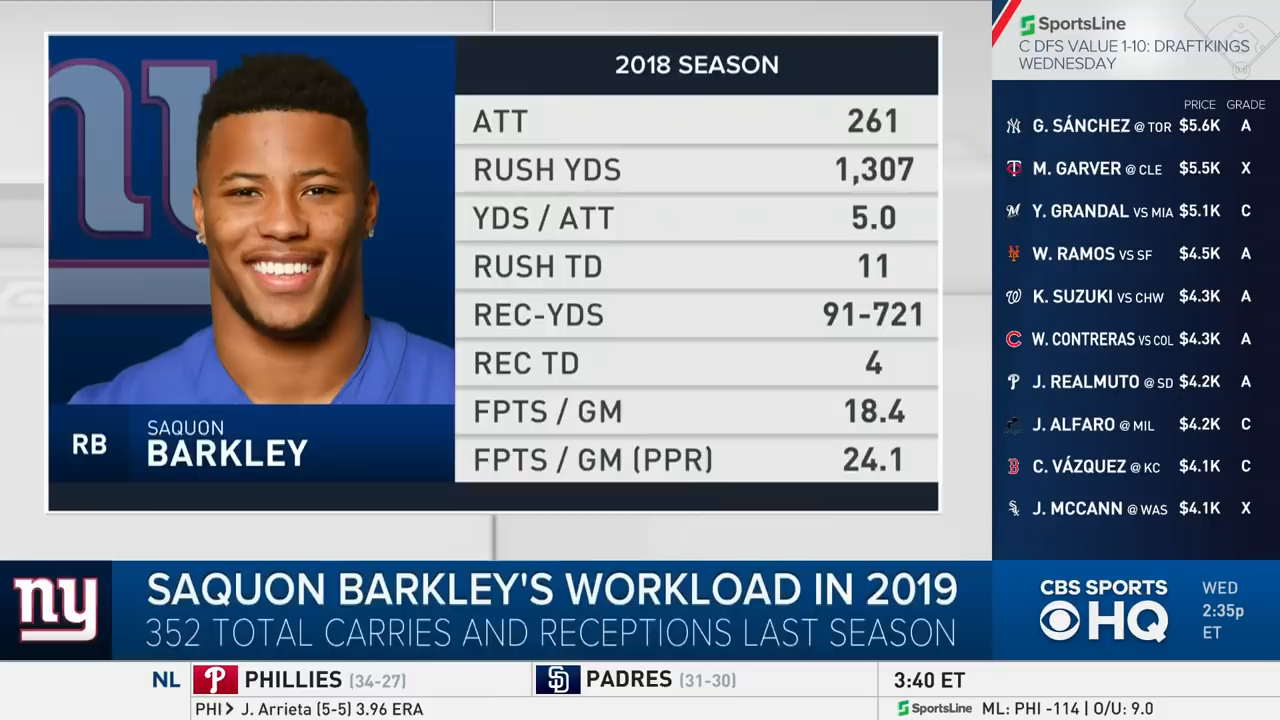 ny
2018 SEASON
ATT 261
RUSH YDS 1,307
YDS / ATT 5.0
RUSH TD 11
REC-YDS 91-721
REC TD 4
FPTS / GM 18.4
FPTS / GM (PPR) 24.1
RB
SAQUON
BARKLEY
SportsLine
C DFS VALUE 1-10: DRAFTKINGS
WEDNESDAY
PRICE GRADE
G. SÁNCHEZ @ TOR $5.6K A
M. GARVER @ CLE $5.5K X
Y. GRANDAL VS MIA $5.1K C
W. RAMOS VS SF $4.5K A
K. SUZUKI VS CHW $4.3K A
W. CONTRERAS VS COL $4.3K A
J. REALMUTO @ SD $4.2K A
J. ALFARO @ MIL $4.2K C
C. VÁZQUEZ @ KC $4.1K C
J. MCCANN @ WAS $4.1K X
ny
SAQUON BARKLEY'S WORKLOAD IN 2019
352 TOTAL CARRIES AND RECEPTIONS LAST SEASON
CBS SPORTS
HQ
WED
2:35p
ET
NL P PHILLIES (34-27) SD PADRES (31-30) 3:40 ET
PHI> J. Arrieta (5-5) 3.96 ERA SportsLine ML: PHI -114 | O/U: 9.0